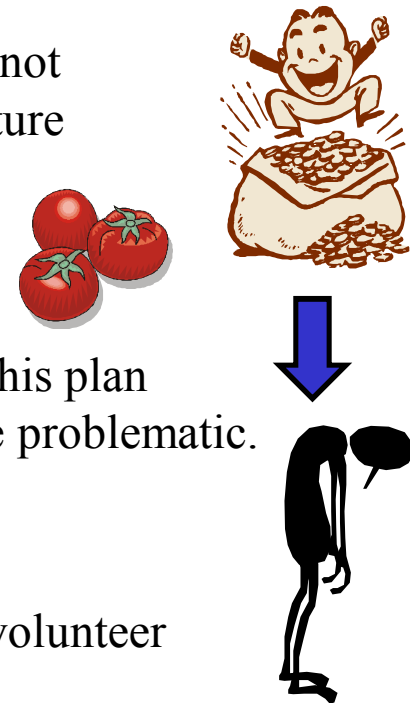 not
ture
his plan
e problematic.
volunteer